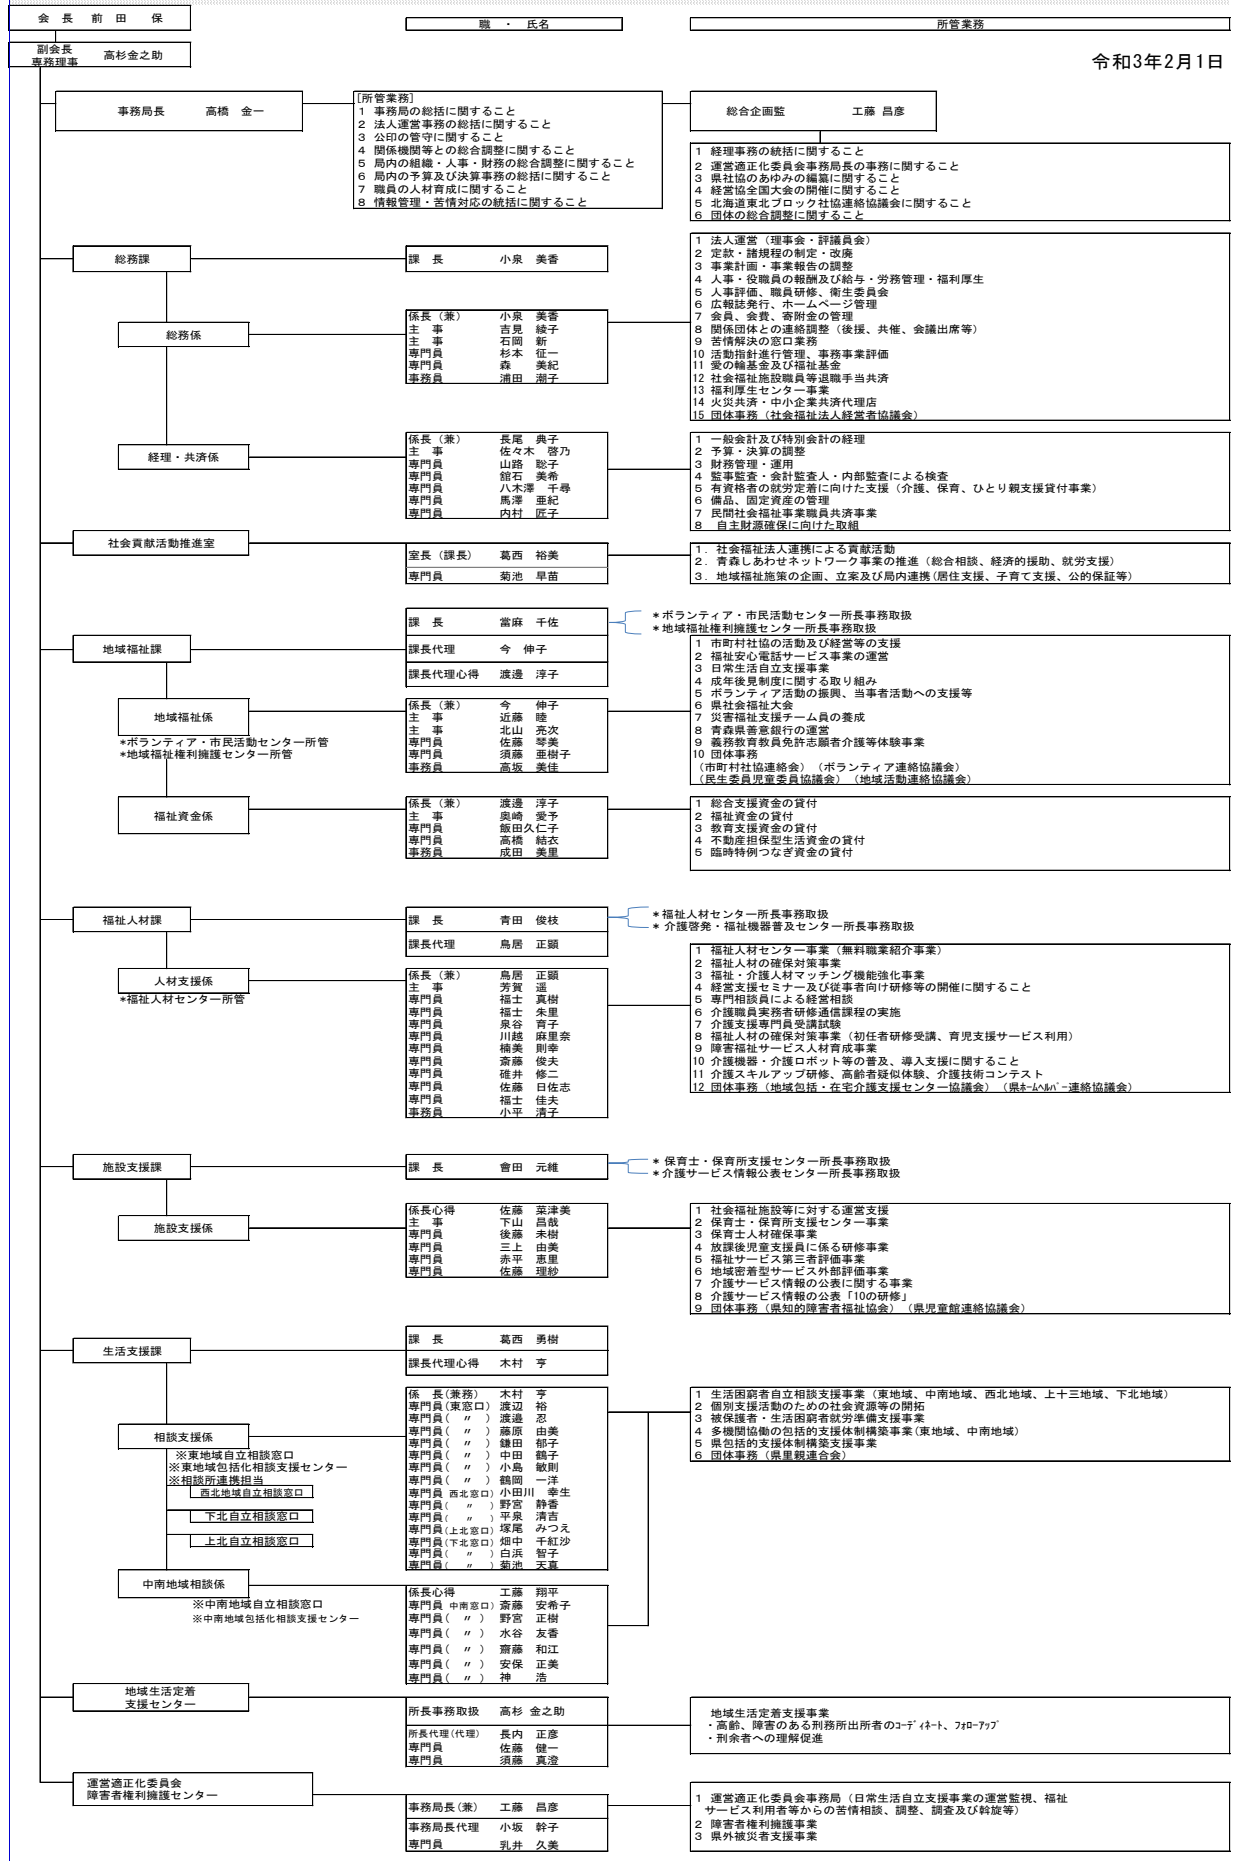 会　長　前　田　　保
職　・　氏名
所管業務
副会長
専務理事　高杉金之助
令和3年2月1日
事務局長　　高橋　金一
[所管業務]
1 事務局の総括に関すること
2 法人運営事務の総括に関すること
3 公印の管守に関すること
4 関係機関等との総合調整に関すること
5 局内の組織・人事・財務の総合調整に関すること
6 局内の予算及び決算事務の総括に関すること
7 職員の人材育成に関すること
8 情報管理・苦情対応の統括に関すること
総合企画監　　工藤 昌彦
1 経理事務の統括に関すること
2 運営適正化委員会事務局長の事務に関すること
3 県社協のあゆみの編纂に関すること
4 経営協全国大会の開催に関すること
5 北海道東北ブロック社協連絡協議会に関すること
6 団体の総合調整に関すること
総務課
課　長　小泉　美香
総務係
係長（兼）　小泉　美香
主　事　吉見　綾子
主　事　石岡　新
専門員　杉本　征一
専門員　森　　美紀
事務員　浦田　潮子
1 法人運営（理事会・評議員会）
2 定款・諸規程の制定・改廃
3 事業計画・事業報告の調整
4 人事・役職員の報酬及び給与・労務管理・福利厚生
5 人事評価、職員研修、衛生委員会
6 広報誌発行、ホームページ管理
7 会員、会費、寄附金の管理
8 関係団体との連絡調整（後援、共催、会議出席等）
9 苦情解決の窓口業務
10 活動指針進行管理、事務事業評価
11 愛の輪基金及び福祉基金
12 社会福祉施設職員等退職手当共済
13 福利厚生センター事業
14 火災共済・中小企業共済代理店
15 団体事務（社会福祉法人経営者協議会）
経理・共済係
係長（兼）　長尾　典子
主　事　佐々木　啓乃
専門員　山路　聡子
専門員　舘石　美希
専門員　八木澤　千尋
専門員　馬澤　亜紀
専門員　内村　匠子
1 一般会計及び特別会計の経理
2 予算・決算の調整
3 財務管理・運用
4 監事監査・会計監査人・内部監査による検査
5 有資格者の就労定着に向けた支援（介護、保育、ひとり親支援貸付事業）
6 備品、固定資産の管理
7 民間社会福祉事業職員共済事業
8　自主財源確保に向けた取組
社会貢献活動推進室
室長（課長）　葛西　裕美
専門員　菊池　早苗
1．社会福祉法人連携による貢献活動
2．青森しあわせネットワーク事業の推進（総合相談、経済的援助、就労支援）
3．地域福祉施策の企画、立案及び局内連携（居住支援、子育て支援、公的保証等）
地域福祉課
課　長　當麻　千佐
課長代理　今　伸子
課長代理心得　渡邊　淳子
＊ボランティア・市民活動センター所長事務取扱
＊地域福祉権利擁護センター所長事務取扱
地域福祉係
*ボランティア・市民活動センター所管
*地域福祉権利擁護センター所管
係長（兼）　今　　伸子
主　事　近藤　睦
主　事　北山　亮次
専門員　佐藤　琴美
専門員　須藤　亜樹子
事務員　高坂　美佳
1 市町村社協の活動及び経営等の支援
2 福祉安心電話サービス事業の運営
3 日常生活自立支援事業
4 成年後見制度に関する取り組み
5 ボランティア活動の振興、当事者活動への支援等
6 県社会福祉大会
7 災害福祉支援チーム員の養成
8 青森県善意銀行の運営
9 義務教育教員免許志願者介護等体験事業
10 団体事務
（市町村社協連絡会）（ボランティア連絡協議会）
（民生委員児童委員協議会）（地域活動連絡協議会）
福祉資金係
係長（兼）　渡邊　淳子
主　事　奥崎　愛予
専門員　飯田久仁子
専門員　高橋　結衣
事務員　成田　美里
1 総合支援資金の貸付
2 福祉資金の貸付
3 教育支援資金の貸付
4 不動産担保型生活資金の貸付
5 臨時特例つなぎ資金の貸付
福祉人材課
課　長　青田　俊枝
課長代理　鳥居　正顕
＊福祉人材センター所長事務取扱
＊ 介護啓発・福祉機器普及センター所長事務取扱
人材支援係
*福祉人材センター所管
係長（兼）　鳥居　正顕
主　事　芳賀　遥
専門員　福士　真樹
専門員　福士　朱里
専門員　泉谷　育子
専門員　川越　麻里奈
専門員　楠美　則幸
専門員　斎藤　俊夫
専門員　碓井　修二
専門員　佐藤　日佐志
専門員　福士　佳夫
事務員　小平　清子
1 福祉人材センター事業（無料職業紹介事業）
2 福祉人材の確保対策事業
3 福祉・介護人材マッチング機能強化事業
4 経営支援セミナー及び従事者向け研修等の開催に関すること
5 専門相談員による経営相談
6 介護職員実務者研修通信課程の実施
7 介護支援専門員受講試験
8 福祉人材の確保対策事業（初任者研修受講、育児支援サービス利用）
9 障害福祉サービス人材育成事業
10 介護機器・介護ロボット等の普及、導入支援に関すること
11 介護スキルアップ研修、高齢者疑似体験、介護技術コンテスト
12 団体事務（地域包括・在宅介護支援センター協議会）（県ﾎｰﾑﾍﾙﾊﾟｰ連絡協議会）
施設支援課
課　長　會田　元維
＊ 保育士・保育所支援センター所長事務取扱
＊介護サービス情報公表センター所長事務取扱
施設支援係
係長心得　佐藤　菜津美
主　事　下山　昌哉
専門員　後藤　未樹
専門員　三上　由美
専門員　赤平　恵里
専門員　佐藤　理紗
1 社会福祉施設等に対する運営支援
2 保育士・保育所支援センター事業
3 保育士人材確保事業
4 放課後児童支援員に係る研修事業
5 福祉サービス第三者評価事業
6 地域密着型サービス外部評価事業
7 介護サービス情報の公表に関する事業
8 介護サービス情報の公表「10の研修」
9 団体事務（県知的障害者福祉協会）（県児童館連絡協議会）
生活支援課
課　長　葛西　勇樹
課長代理心得　木村　亨
相談支援係
※東地域自立相談窓口
※東地域包括化相談支援センター
※相談所連携担当
西北地域自立相談窓口
下北自立相談窓口
上北自立相談窓口
係　長(兼務)　木村　亨
専門員(東窓口)　渡辺　裕
専門員(　〃　)　渡邉　忍
専門員(　〃　)　藤原　由美
専門員(　〃　)　鎌田　郁子
専門員(　〃　)　中田　鶴子
専門員(　〃　)　小島　敏則
専門員(　〃　)　鶴岡　一洋
専門員 西北窓口)　小田川　幸生
専門員(　〃　)　野宮　静香
専門員(　〃　)　平泉　清吉
専門員(上北窓口)　塚尾　みつえ
専門員(下北窓口)　畑中　千紅沙
専門員(　〃　)　白浜　智子
専門員(　〃　)　菊池　天真
1 生活困窮者自立相談支援事業（東地域、中南地域、西北地域、上十三地域、下北地域）
2 個別支援活動のための社会資源等の開拓
3 被保護者・生活困窮者就労準備支援事業
4 多機関協働の包括的支援体制構築事業（東地域、中南地域）
5 県包括的支援体制構築支援事業
6 団体事務（県里親連合会）
中南地域相談係
※中南地域自立相談窓口
※中南地域包括化相談支援センター
係長心得　工藤　翔平
専門員 中南窓口)　斎藤　安希子
専門員(　〃　)　野宮　正樹
専門員(　〃　)　水谷　友香
専門員(　〃　)　齋藤　和江
専門員(　〃　)　安保　正美
専門員(　〃　)　神　　浩
地域生活定着
支援センター
所長事務取扱　高杉 金之助
所長代理(代理)　長内　正彦
専門員　佐藤　健一
専門員　須藤　真澄
地域生活定着支援事業
・高齢、障害のある刑務所出所者のｺｰﾃﾞｨﾈｰﾄ、ﾌｫﾛｰｱｯﾌﾟ
・刑余者への理解促進
運営適正化委員会
障害者権利擁護センター
事務局長(兼)　工藤　昌彦
事務局長代理　小坂　幹子
専門員　乳井　久美
1 運営適正化委員会事務局（日常生活自立支援事業の運営監視、福祉
サービス利用者等からの苦情相談、調整、調査及び斡旋等）
2 障害者権利擁護事業
3 県外被災者支援事業